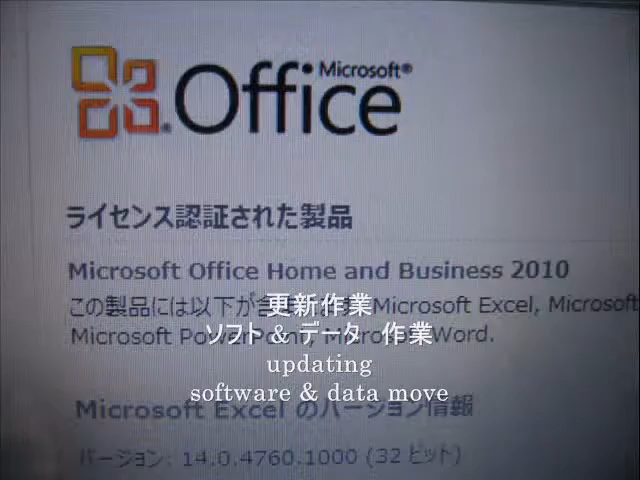 Microsoft®
Office
ライセンス認証された製品
Microsoft Office Home and Business 2010
この製品には以下が含 Microsoft Excel, Microsoft
更新作業
Microsoft PowerPoint, Microsoft Word.
ソフト & データ 作業
updating
software & data move
Microsoft Excel のバージョン情報
バージョン: 14.0.4760.1000 (32 ビット)